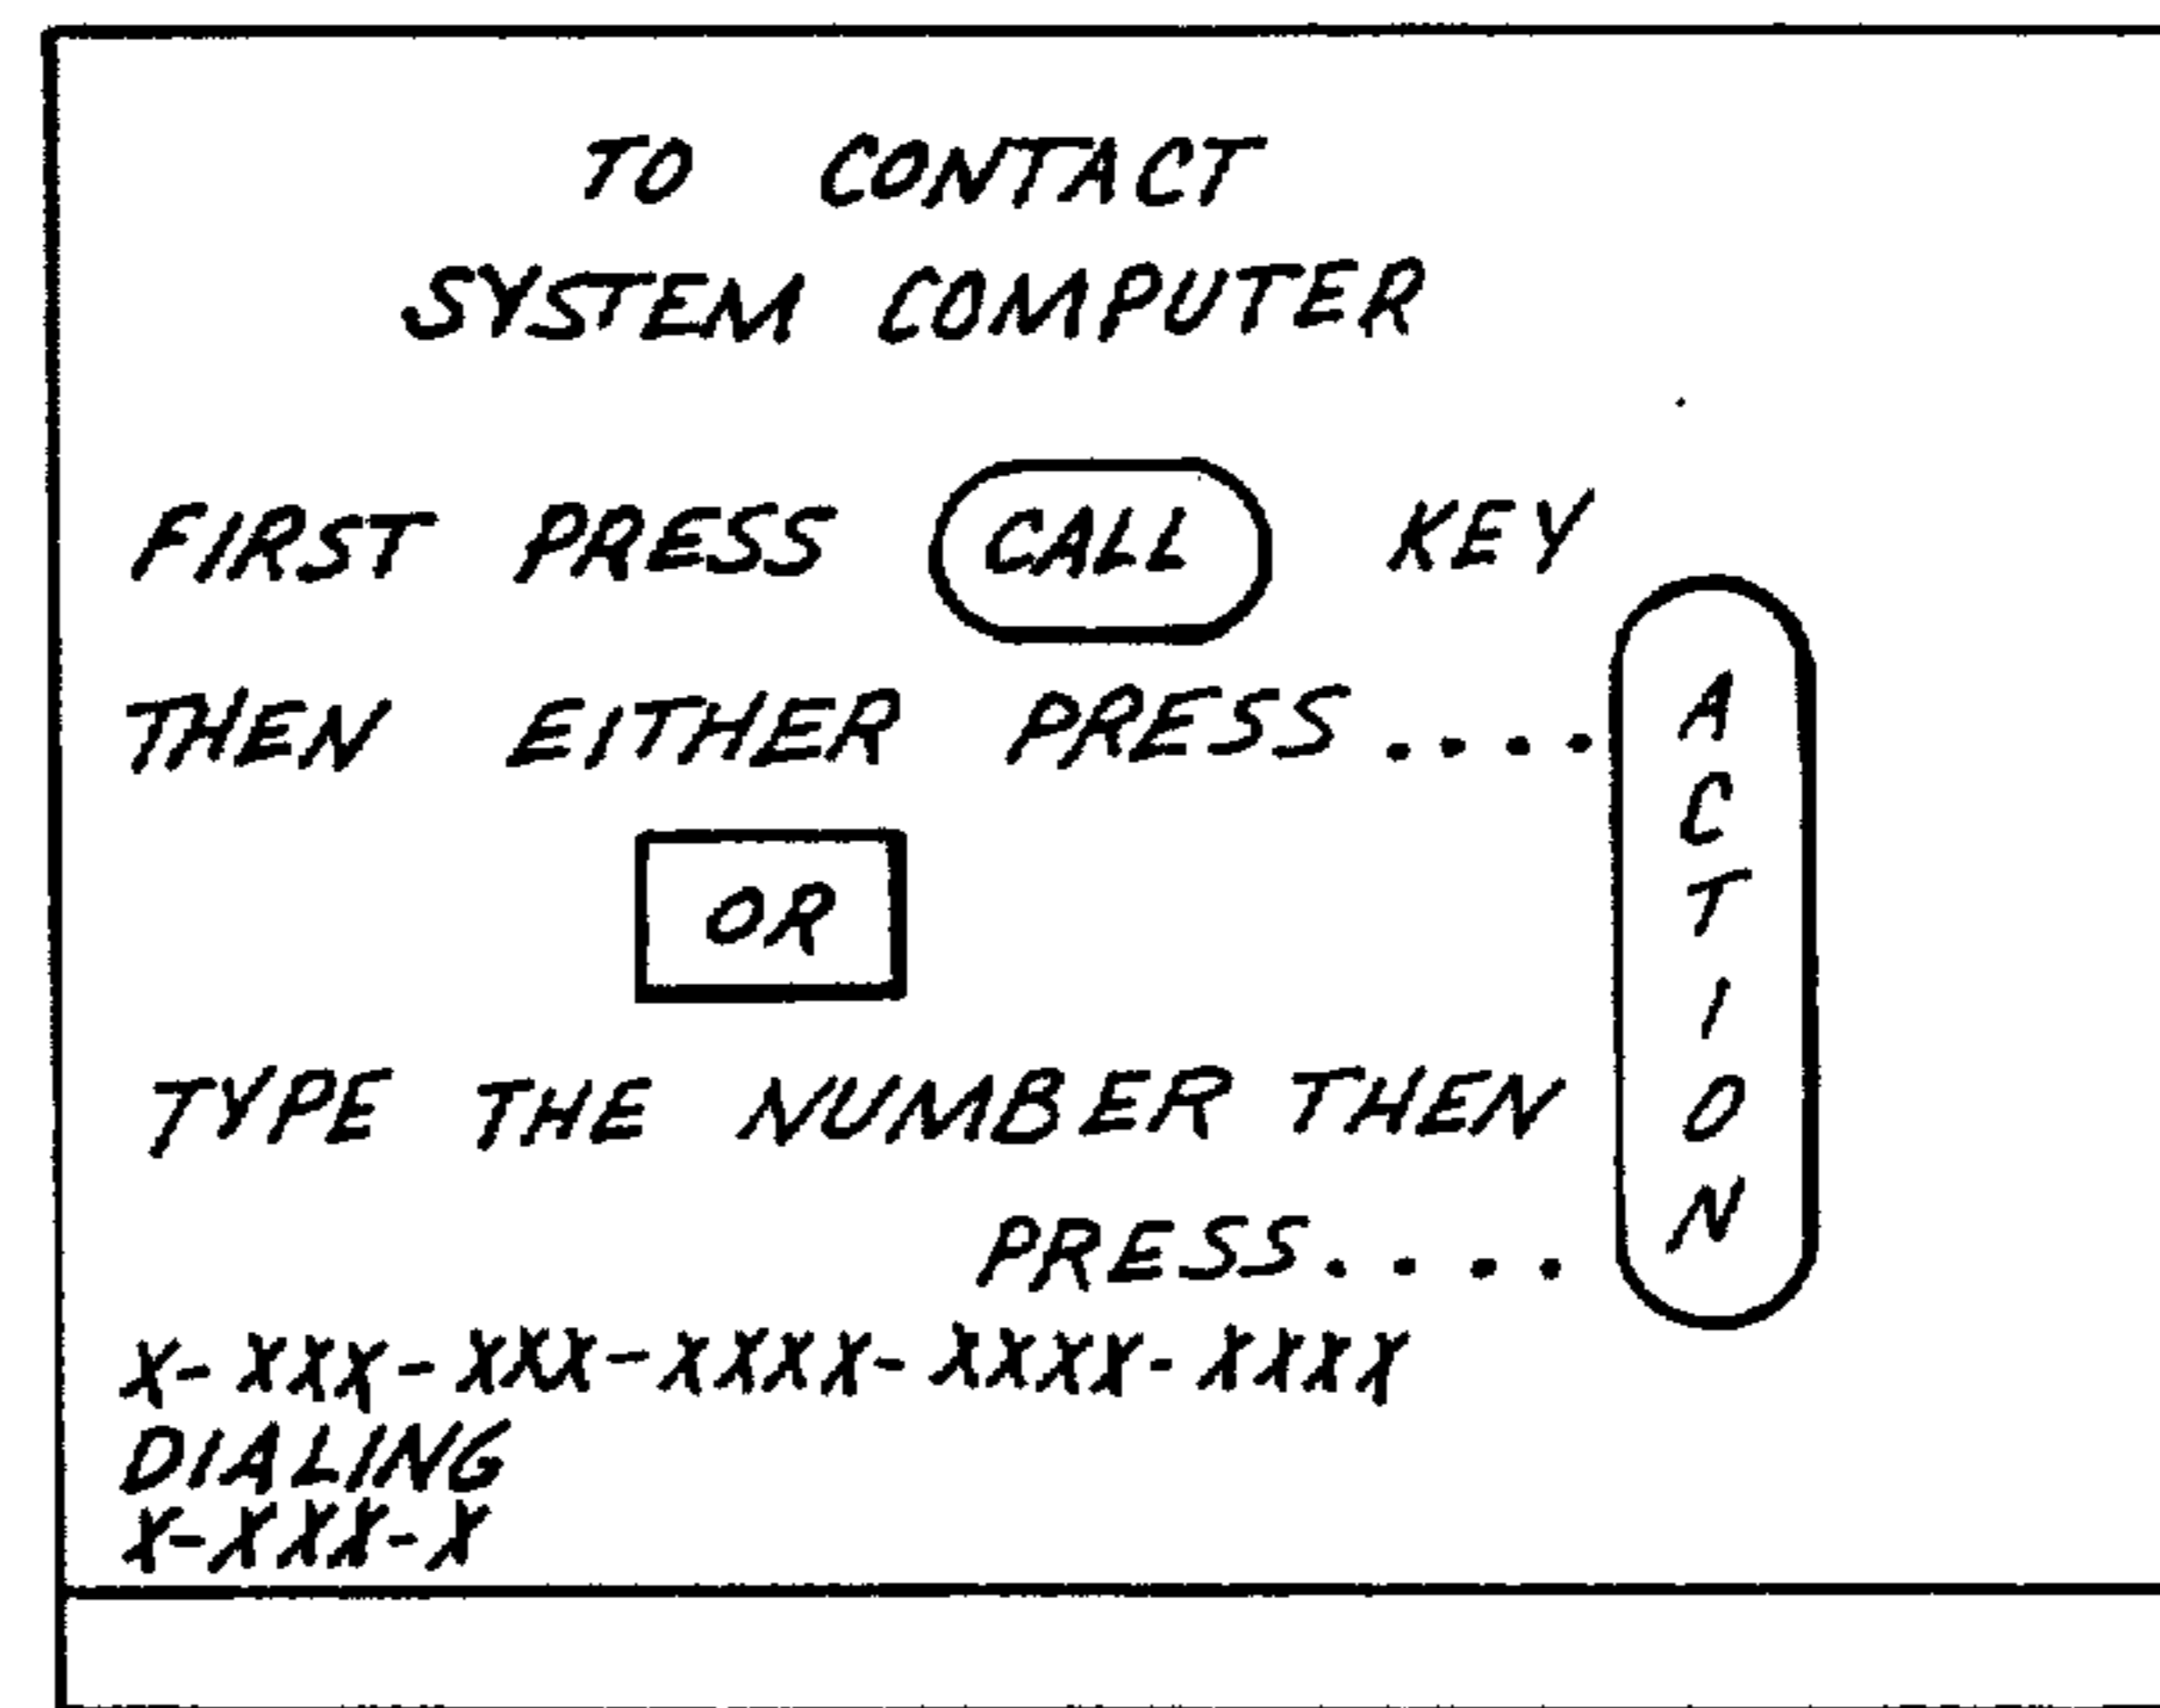 TO CONTACT
SYSTEM COMPUTER
FIRST PRESS CALL KEY
THEN EITHER PRESS....
OR
TYPE THE NUMBER THEN
PRESS....
ACTION
X-XXX-XXX-XXXX-XXXX-XXXX
DIALING
X-XXX-X